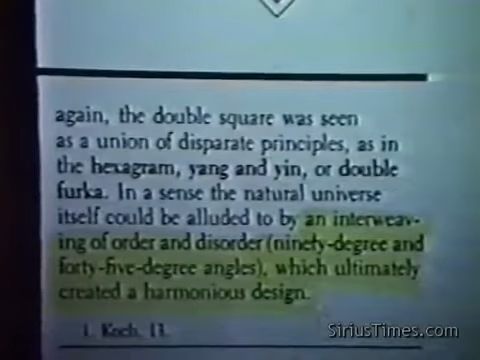 again, the double square was seen
as a union of disparate principles, as in
the hexagram, yang and yin, or double
furka. In a sense the natural universe
itself could be alluded to by an interweav-
ing of order and disorder (ninety-degree and
forty-five-degree angles), which ultimately
created a harmonious design.
1. Koch, 13.
SiriusTimes.com